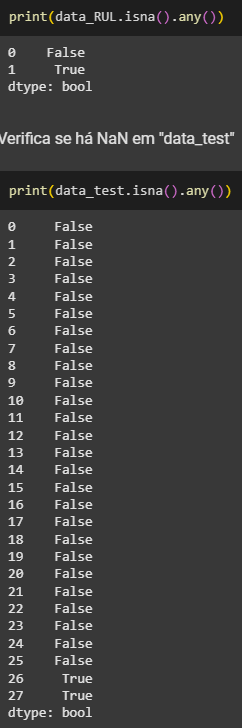 print(data_RUL.isna().any())
0    False
1     True
dtype: bool
Verifica se há NaN em "data_test"
print(data_test.isna().any())
0     False
1     False
2     False
3     False
4     False
5     False
6     False
7     False
8     False
9     False
10    False
11    False
12    False
13    False
14    False
15    False
16    False
17    False
18    False
19    False
20    False
21    False
22    False
23    False
24    False
25    False
26     True
27     True
dtype: bool